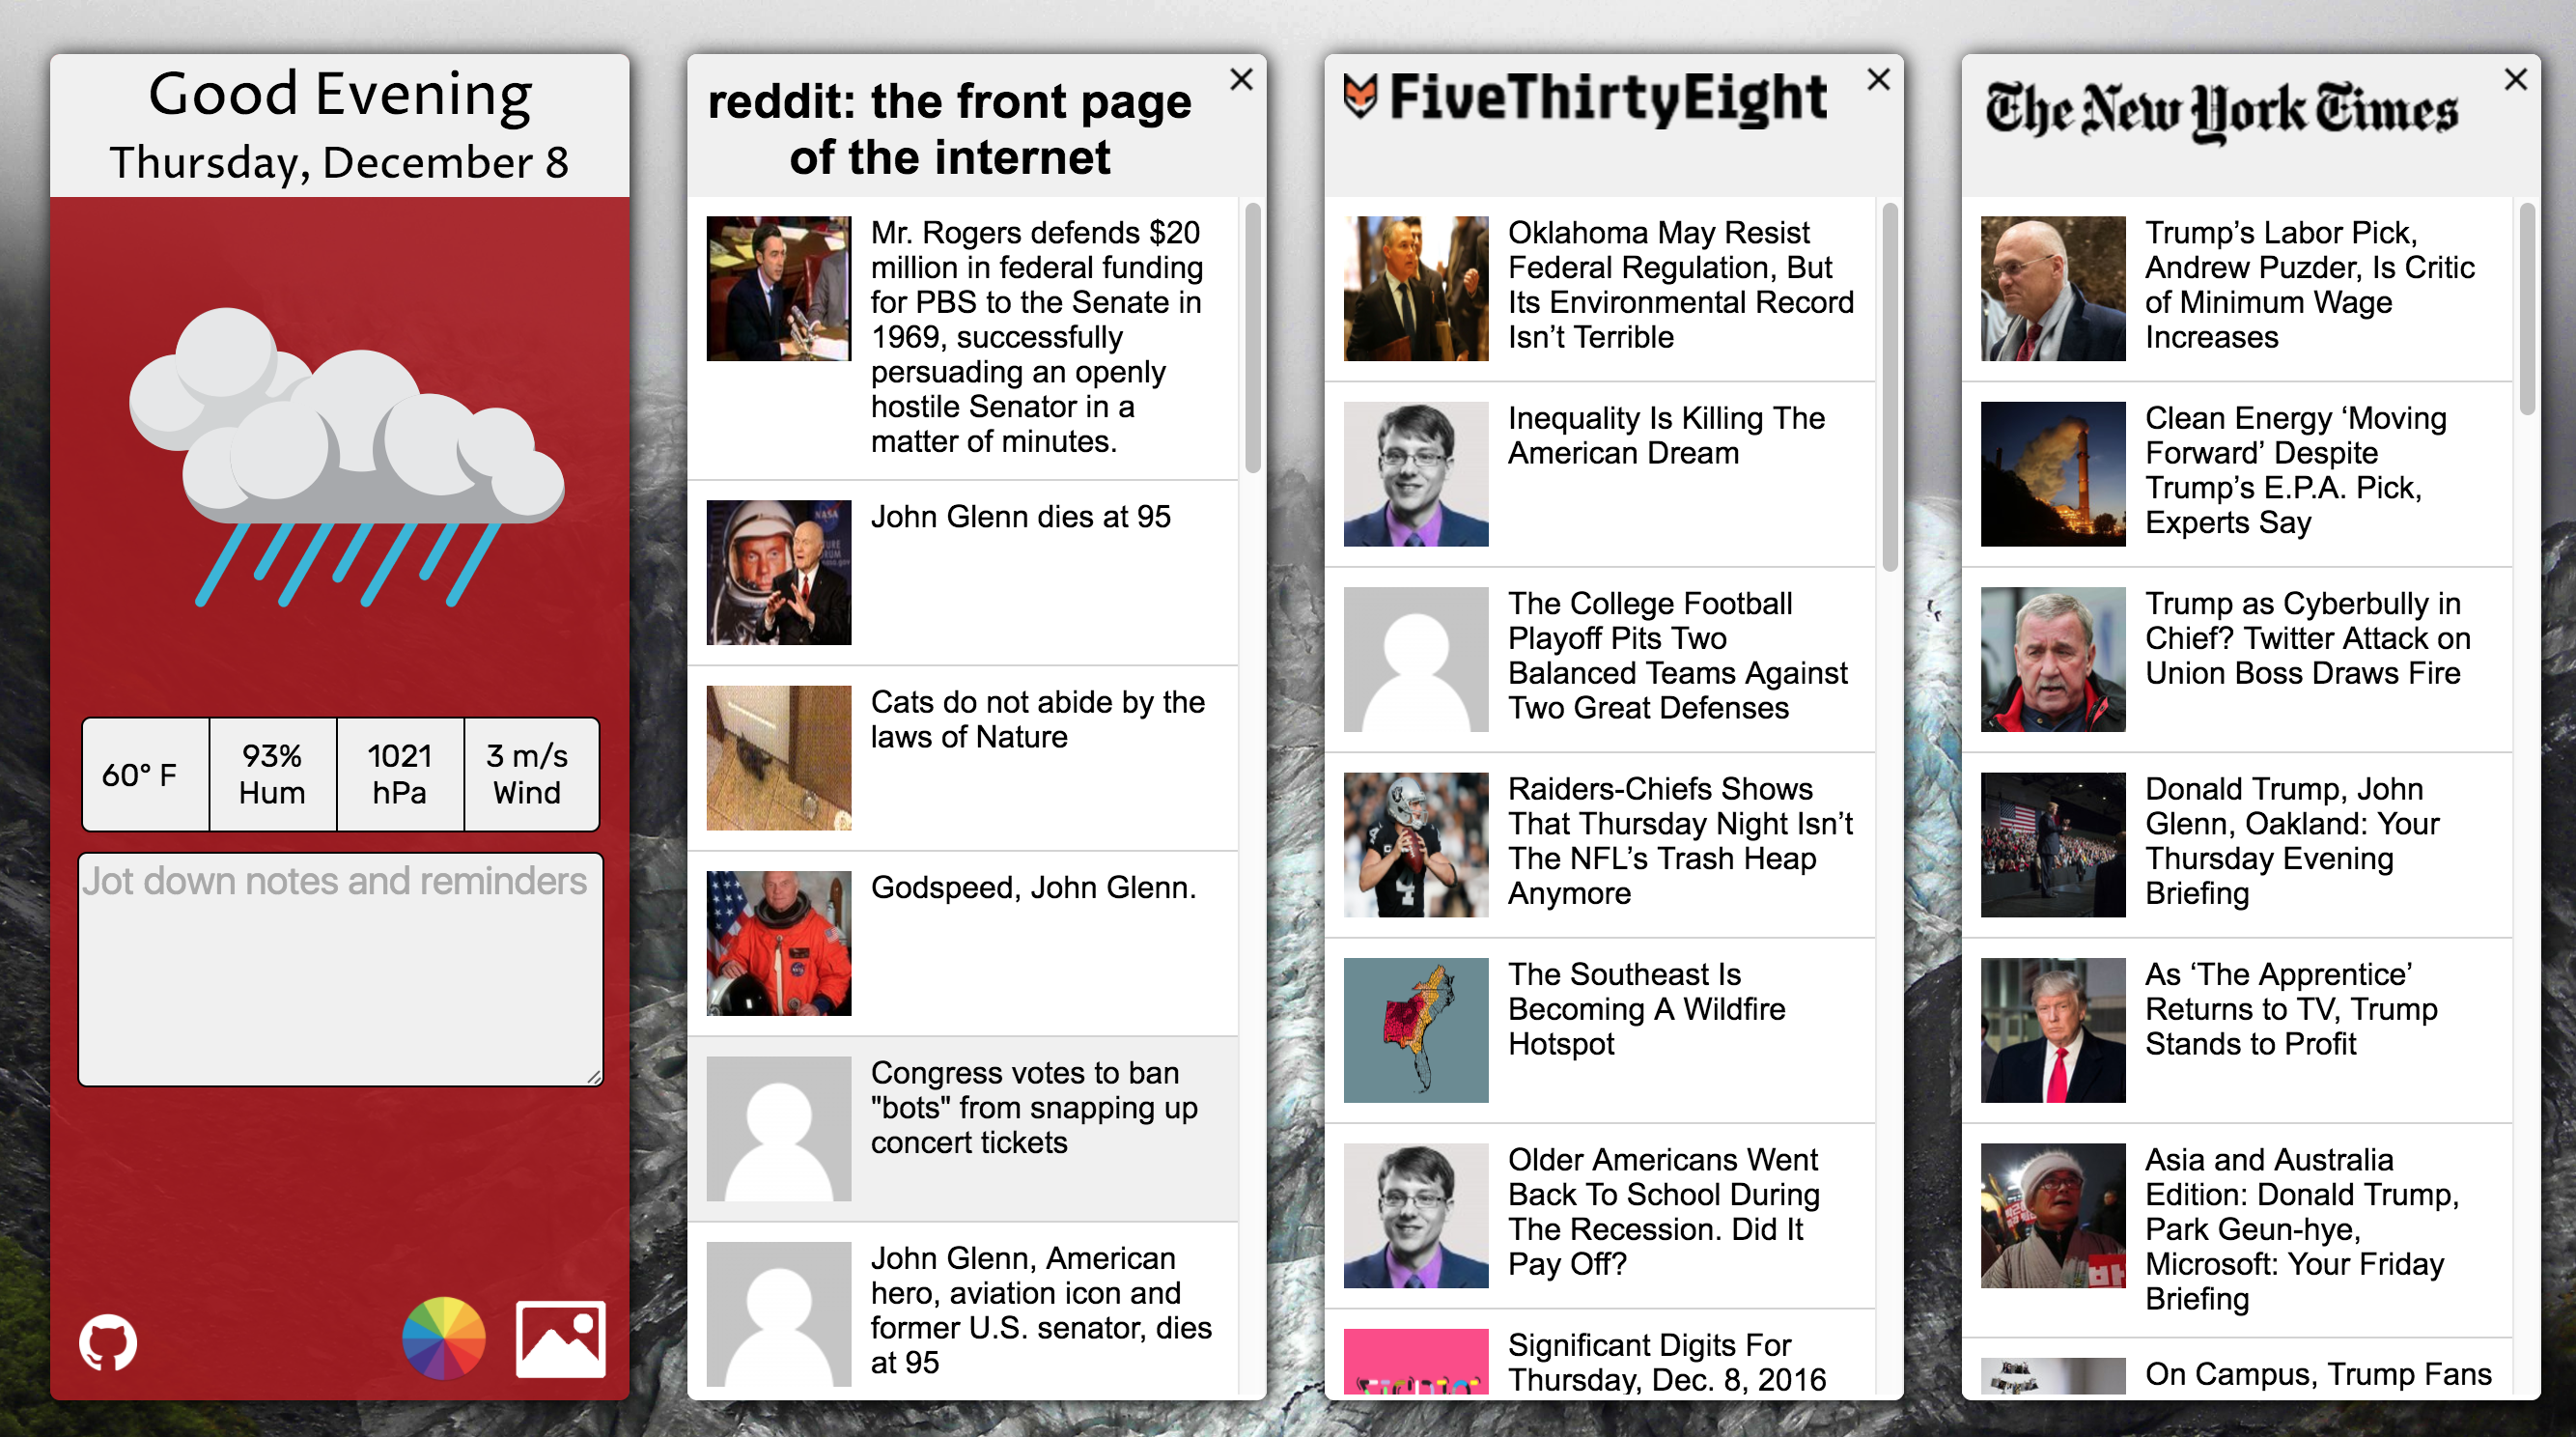 Good Evening
Thursday, December 8
60° F
93%
Hum
1021
hPa
3 m/s
Wind
Jot down notes and reminders
reddit: the front page
of the internet
Mr. Rogers defends $20
million in federal funding
for PBS to the Senate in
1969, successfully
persuading an openly
hostile Senator in a
matter of minutes.
John Glenn dies at 95
NASA
Cats do not abide by the
laws of Nature
Godspeed, John Glenn.
Congress votes to ban
"bots" from snapping up
concert tickets
John Glenn, American
hero, aviation icon and
former U.S. senator, dies
at 95
FiveThirtyEight
Oklahoma May Resist
Federal Regulation, But
Its Environmental Record
Isn’t Terrible
Inequality Is Killing The
American Dream
The College Football
Playoff Pits Two
Balanced Teams Against
Two Great Defenses
Raiders-Chiefs Shows
That Thursday Night Isn’t
The NFL’s Trash Heap
Anymore
4
The Southeast Is
Becoming A Wildfire
Hotspot
Older Americans Went
Back To School During
The Recession. Did It
Pay Off?
Significant Digits For
Thursday, Dec. 8, 2016
The New York Times
Trump’s Labor Pick,
Andrew Puzder, Is Critic
of Minimum Wage
Increases
Clean Energy ‘Moving
Forward’ Despite
Trump’s E.P.A. Pick,
Experts Say
Trump as Cyberbully in
Chief? Twitter Attack on
Union Boss Draws Fire
Donald Trump, John
Glenn, Oakland: Your
Thursday Evening
Briefing
As ‘The Apprentice’
Returns to TV, Trump
Stands to Profit
Asia and Australia
Edition: Donald Trump,
Park Geun-hye,
Microsoft: Your Friday
Briefing
On Campus, Trump Fans